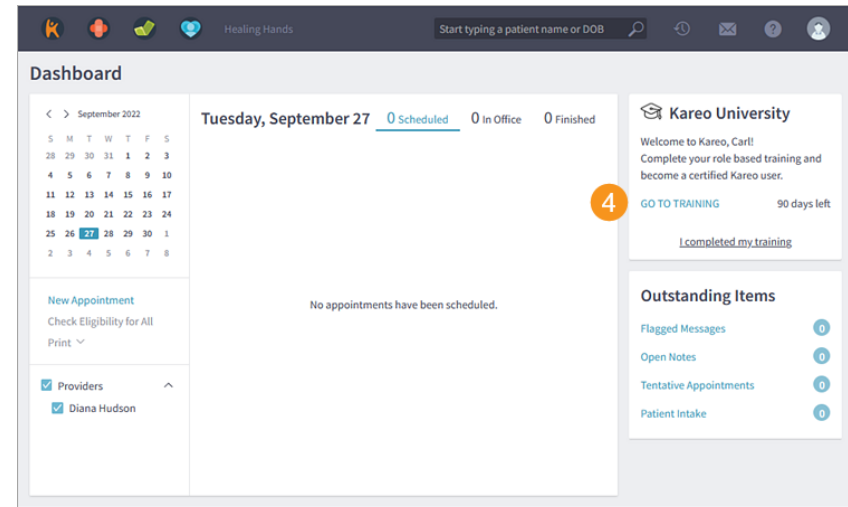 Healing Hands
Start typing a patient name or DOB
?
Dashboard
< > September 2022
S M T W T F S
28 29 30 31 1 2 3
4 5 6 7 8 9 10
11 12 13 14 15 16 17
18 19 20 21 22 23 24
25 26 27 28 29 30 1
2 3 4 5 6 7 8
New Appointment
Check Eligibility for All
Print
Providers
Diana Hudson
Tuesday, September 27 0 Scheduled 0 In Office 0 Finished
No appointments have been scheduled.
Kareo University
Welcome to Kareo, Carl!
Complete your role based training and
become a certified Kareo user.
4
GO TO TRAINING 90 days left
I completed my training
Outstanding Items
Flagged Messages 0
Open Notes 0
Tentative Appointments 0
Patient Intake 0